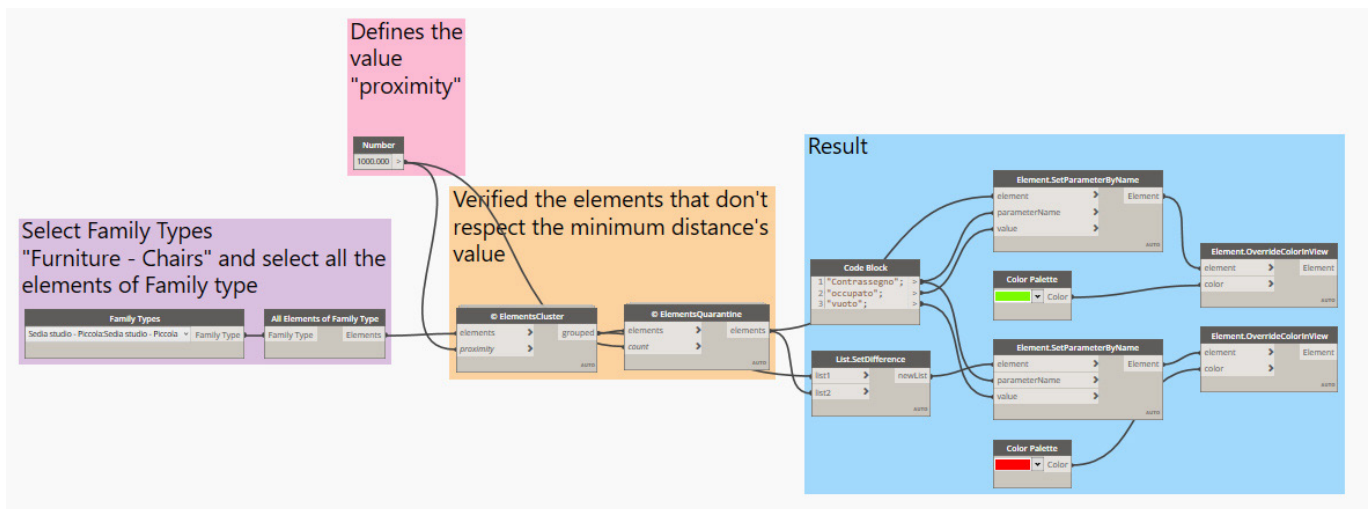 Defines the
value
"proximity"
Number
1000.000 >
Select Family Types
"Furniture - Chairs" and select all the
elements of Family type
Family Types
Sedia studio - Piccola:Sedia studio - Piccola Family Type
All Elements of Family Type
Family Type Elements
Verified the elements that don't
respect the minimum distance's
value
© ElementsCluster
elements > grouped
proximity >
AUTO
© ElementsQuarantine
elements > elements
count >
AUTO
Result
Code Block
1 "Contrassegno"; >
2 "occupato"; >
3 "vuoto"; >
List.SetDifference
list1 > newList
list2 >
AUTO
Element.SetParameterByName
element > Element
parameterName >
value >
AUTO
Color Palette
Color
Element.OverrideColorInView
element > Element
color >
AUTO
Element.SetParameterByName
element > Element
parameterName >
value >
AUTO
Color Palette
Color
Element.OverrideColorInView
element > Element
color >
AUTO